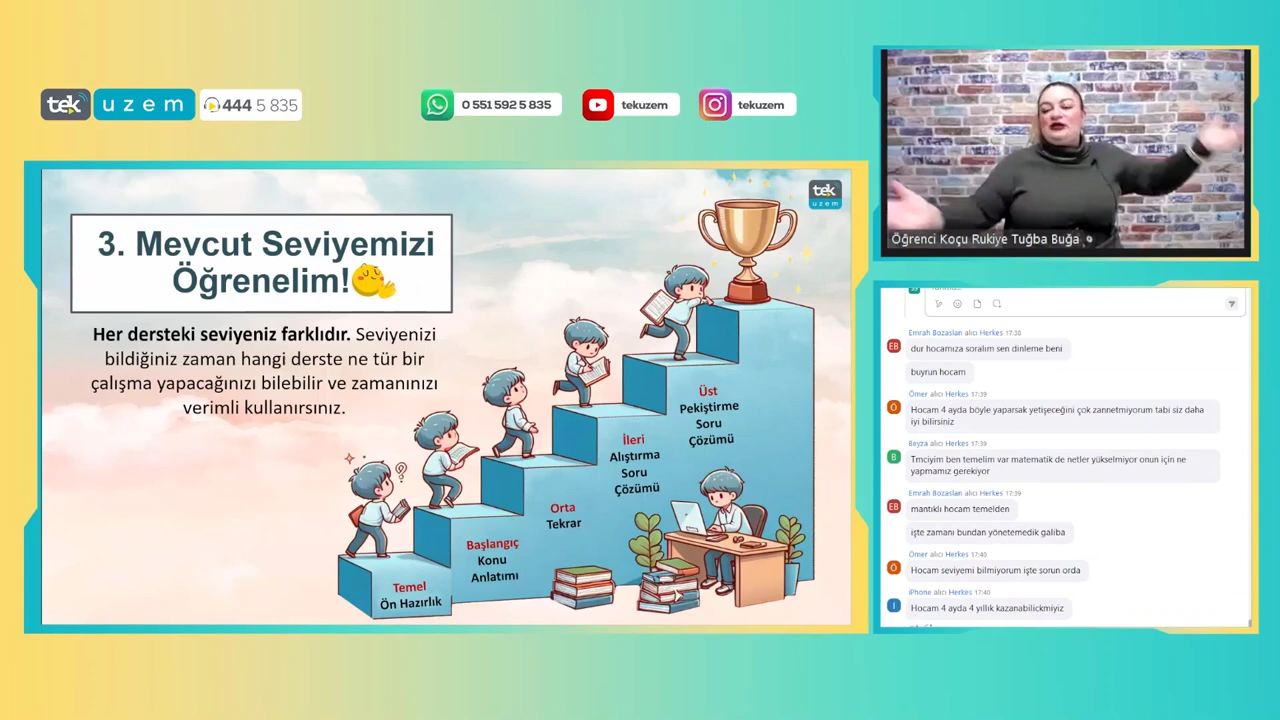 tek uzem 444 5 835
0 551 592 5 835
tekuzem
tekuzem
tek
uzem
3. Mevcut Seviyemizi
Öğrenelim!
Her dersteki seviyeniz farklıdır. Seviyenizi
bildiğiniz zaman hangi derste ne tür bir
çalışma yapacağınızı bilebilir ve zamanınızı
verimli kullanırsınız.
Temel
Ön Hazırlık
Başlangıç
Konu
Anlatımı
Orta
Tekrar
İleri
Alıştırma
Soru
Çözümü
Üst
Pekiştirme
Soru
Çözümü
Öğrenci Koçu Rukiye Tuğba Buğa
Emrah Bozaslan alıcı Herkes 17:38
EB
dur hocamıza soralım sen dinleme beni
buyrun hocam
Ömer alıcı Herkes 17:39
Ö
Hocam 4 ayda böyle yaparsak yetişeceğini çok zannetmiyorum tabi siz daha
iyi bilirsiniz
Beyza alıcı Herkes 17:39
B
Tmciyim ben temelim var matematik de netler yükselmiyor onun için ne
yapmamız gerekiyor
Emrah Bozaslan alıcı Herkes 17:39
EB
mantıklı hocam temelden
işte zamanı bundan yönetemedik galiba
Ömer alıcı Herkes 17:40
Ö
Hocam seviyemi bilmiyorum işte sorun orda
iPhone alıcı Herkes 17:40
I
Hocam 4 ayda 4 yıllık kazanabilickmiyiz